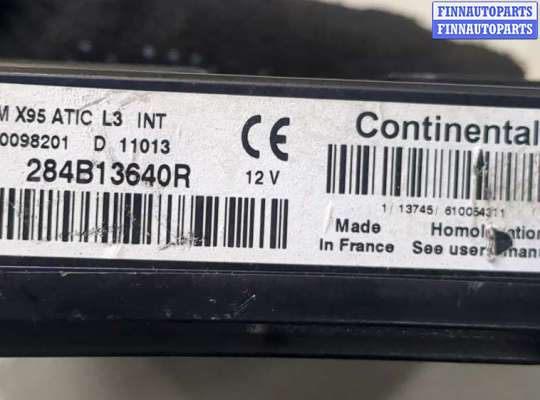 FINNAUTOPARTS
FINNAUTOPARTS
M X95 ATIC L3 INT
0098201 D 11013
284B13640R
CE
12 V
Continental
1/ 13745/ 610054311
Made
in France
See user